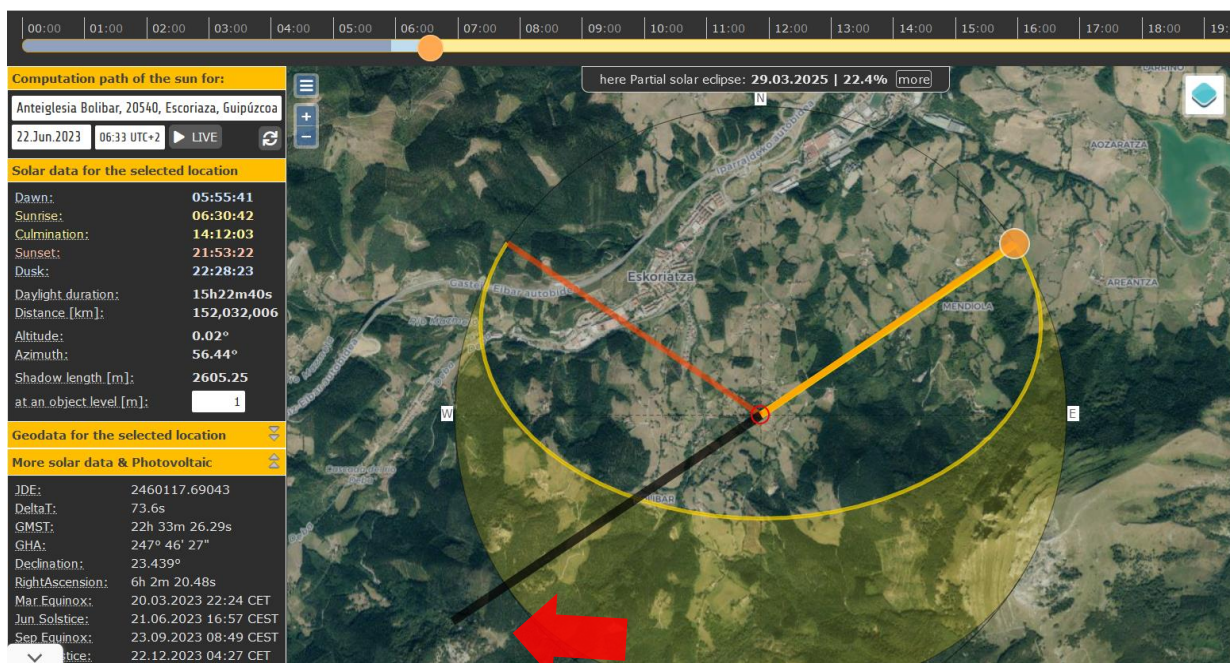 00:00 01:00 02:00 03:00 04:00 05:00 06:00 07:00 08:00 09:00 10:00 11:00 12:00 13:00 14:00 15:00 16:00 17:00 18:00 19:
Computation path of the sun for:
Anteiglesia Bolibar, 20540, Escoriaza, Guipúzcoa
22.Jun.2023 06:33 UTC+2 LIVE
Solar data for the selected location
Dawn: 05:55:41
Sunrise: 06:30:42
Culmination: 14:12:03
Sunset: 21:53:22
Dusk: 22:28:23
Daylight duration: 15h22m40s
Distance [km]: 152,032,006
Altitude: 0.02°
Azimuth: 56.44°
Shadow length [m]: 2605.25
at an object level [m]: 1
Geodata for the selected location
More solar data & Photovoltaic
JDE: 2460117.69043
DeltaT: 73.6s
GMST: 22h 33m 26.29s
GHA: 247° 46' 27"
Declination: 23.439°
RightAscension: 6h 2m 20.48s
Mar Equinox: 20.03.2023 22:24 CET
Jun Solstice: 21.06.2023 16:57 CEST
Sep Equinox: 23.09.2023 08:49 CEST
stice: 22.12.2023 04:27 CET
here Partial solar eclipse: 29.03.2025 | 22.4% more
N
+
−
AOZARATZA
Ibarraldexo autobidea
Eskoriatza
Gasteiz-Eibar autobidea
AREANTZA
MENDIOLA
W
E
LIBAR